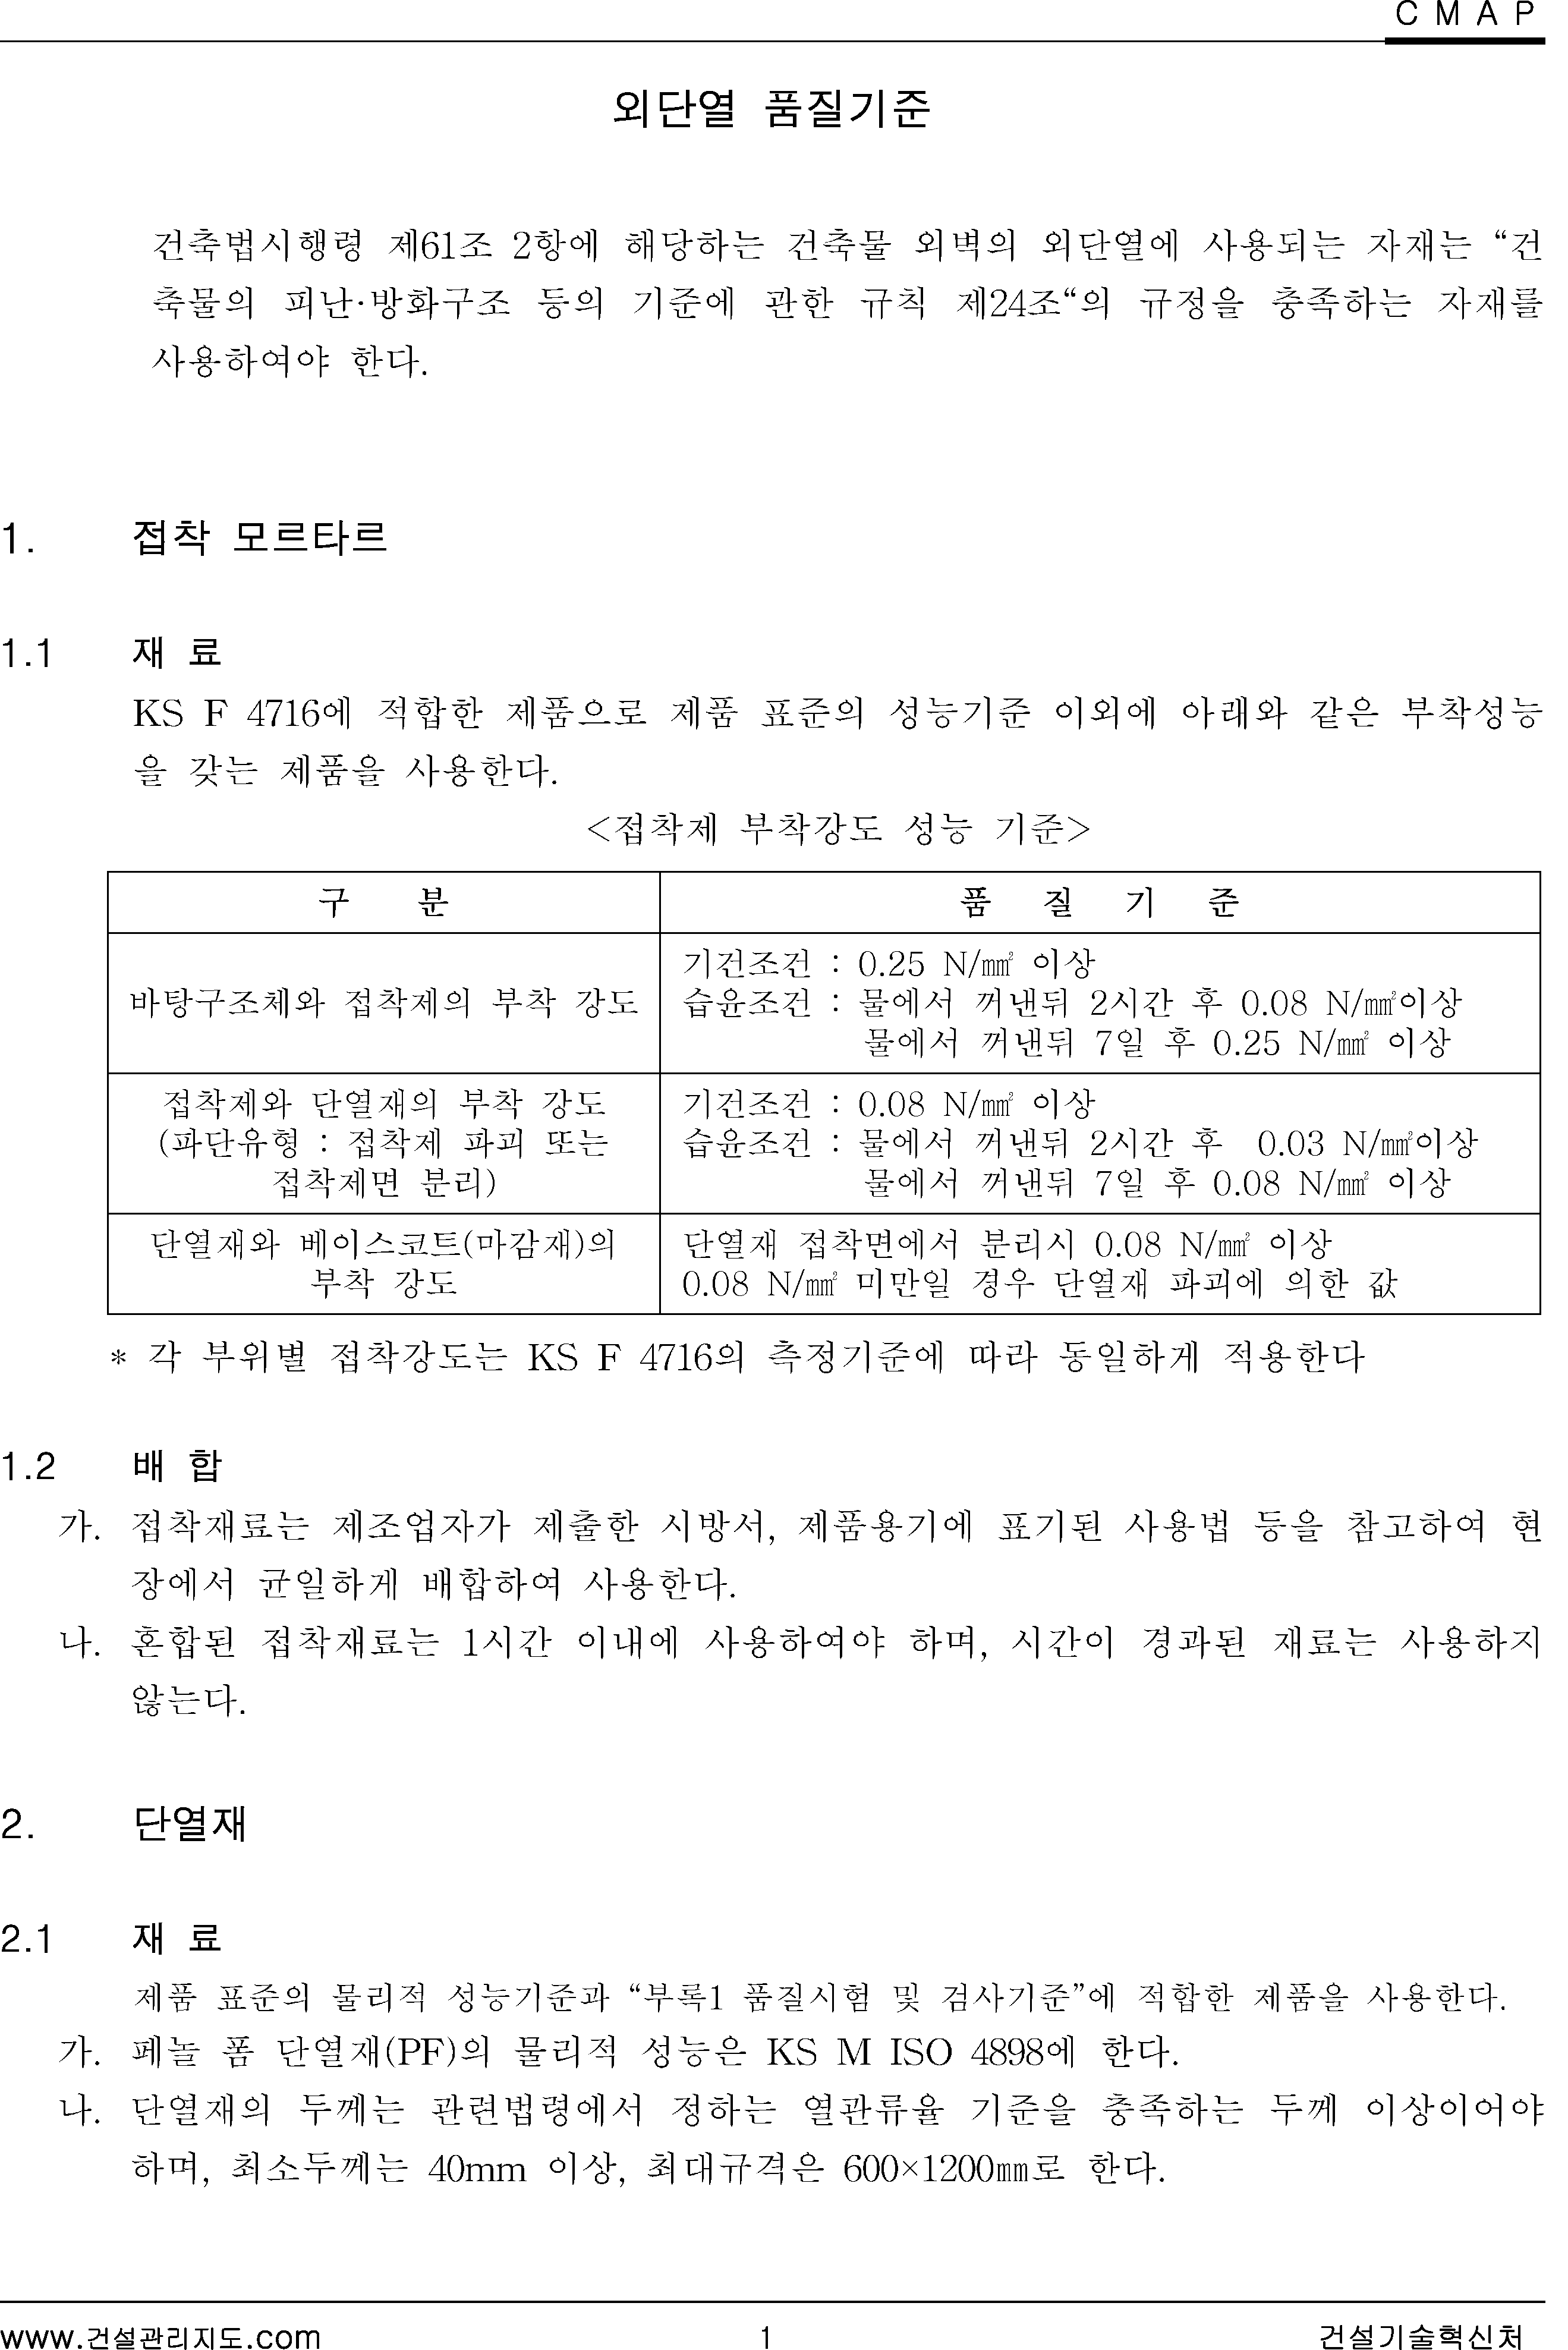 C M A P
외단열 품질기준
건축법시행령 제61조 2항에 해당하는 건축물 외벽의 외단열에 사용되는 자재는 “건
축물의 피난·방화구조 등의 기준에 관한 규칙 제24조“의 규정을 충족하는 자재를
사용하여야 한다.
1. 접착 모르타르
1.1 재 료
KS F 4716에 적합한 제품으로 제품 표준의 성능기준 이외에 아래와 같은 부착성능
을 갖는 제품을 사용한다.
<접착제 부착강도 성능 기준>
구 분 품 질 기 준
바탕구조체와 접착제의 부착 강도
기건조건 : 0.25 N/㎟ 이상
습윤조건 : 물에서 꺼낸뒤 2시간 후 0.08 N/㎟이상
물에서 꺼낸뒤 7일 후 0.25 N/㎟ 이상
접착제와 단열재의 부착 강도
(파단유형 : 접착제 파괴 또는
접착제면 분리)
기건조건 : 0.08 N/㎟ 이상
습윤조건 : 물에서 꺼낸뒤 2시간 후 0.03 N/㎟이상
물에서 꺼낸뒤 7일 후 0.08 N/㎟ 이상
단열재와 베이스코트(마감재)의
부착 강도
단열재 접착면에서 분리시 0.08 N/㎟ 이상
0.08 N/㎟ 미만일 경우 단열재 파괴에 의한 값
* 각 부위별 접착강도는 KS F 4716의 측정기준에 따라 동일하게 적용한다
1.2 배 합
가. 접착재료는 제조업자가 제출한 시방서, 제품용기에 표기된 사용법 등을 참고하여 현
장에서 균일하게 배합하여 사용한다.
나. 혼합된 접착재료는 1시간 이내에 사용하여야 하며, 시간이 경과된 재료는 사용하지
않는다.
2. 단열재
2.1 재 료
제품 표준의 물리적 성능기준과 “부록1 품질시험 및 검사기준”에 적합한 제품을 사용한다.
가. 페놀 폼 단열재(PF)의 물리적 성능은 KS M ISO 4898에 한다.
나. 단열재의 두께는 관련법령에서 정하는 열관류율 기준을 충족하는 두께 이상이어야
하며, 최소두께는 40mm 이상, 최대규격은 600×1200㎜로 한다.
www.건설관리지도.com 1 건설기술혁신처